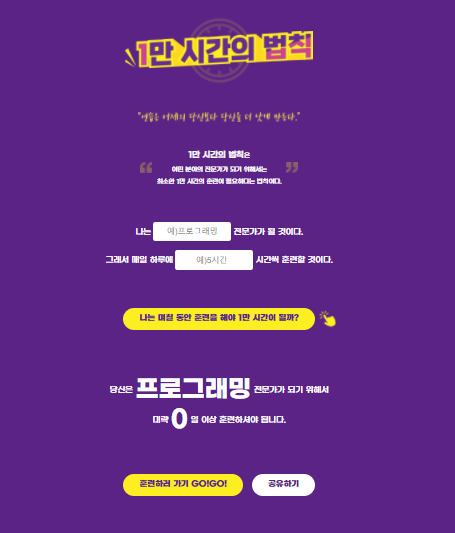 1만 시간의 법칙
"연습은 어제의 당신보다 당신을 더 낫게 만든다."
1만 시간의 법칙은
어떤 분야의 전문가가 되기 위해서는
최소한 1만 시간의 훈련이 필요하다는 법칙이다.
나는 예)프로그래밍 전문가가 될 것이다.
그래서 매일 하루에 예)5시간 시간씩 훈련할 것이다.
나는 며칠 동안 훈련을 해야 1만 시간이 될까?
당신은 프로그래밍 전문가가 되기 위해서
대략 0 일 이상 훈련하셔야 됩니다.
훈련하러 가기 GO!GO! 공유하기